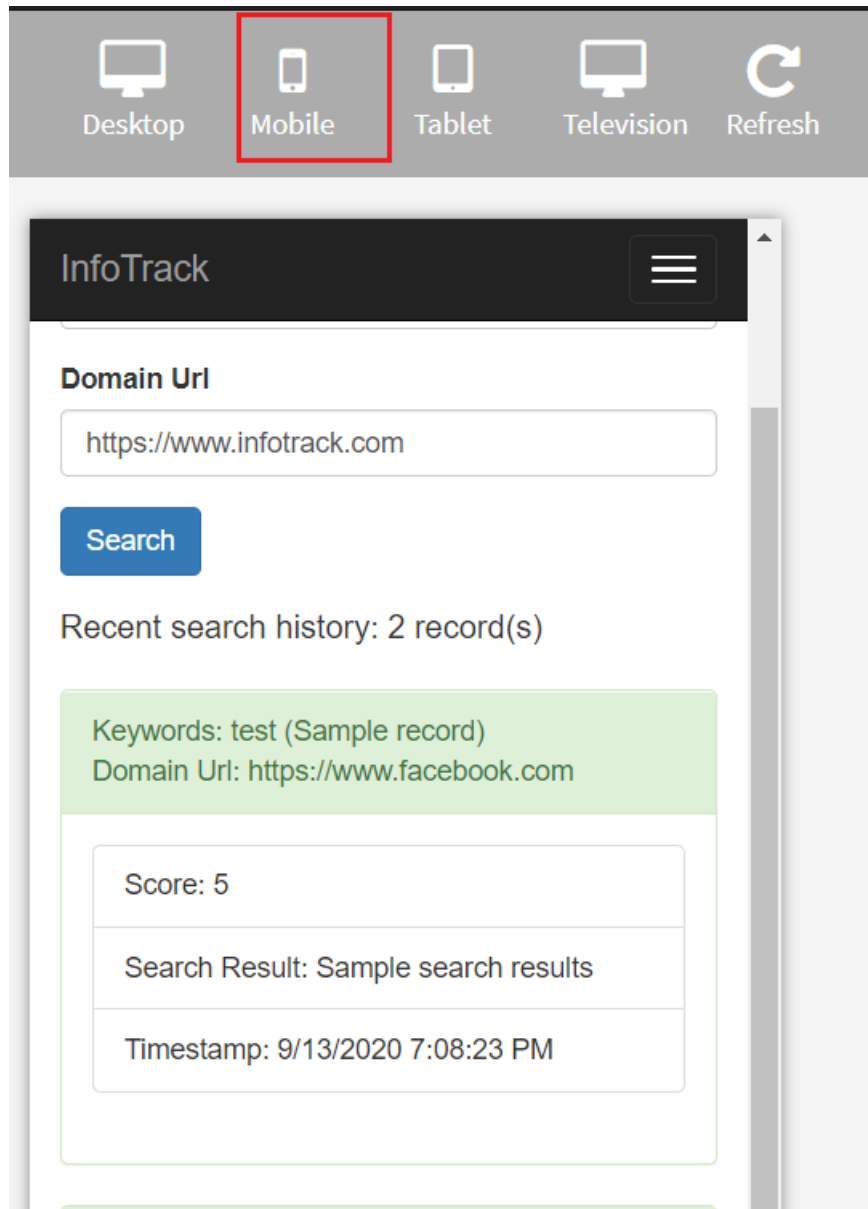 Desktop Mobile Tablet Television Refresh
InfoTrack
Domain Url
https://www.infotrack.com
Search
Recent search history: 2 record(s)
Keywords: test (Sample record)
Domain Url: https://www.facebook.com
Score: 5
Search Result: Sample search results
Timestamp: 9/13/2020 7:08:23 PM